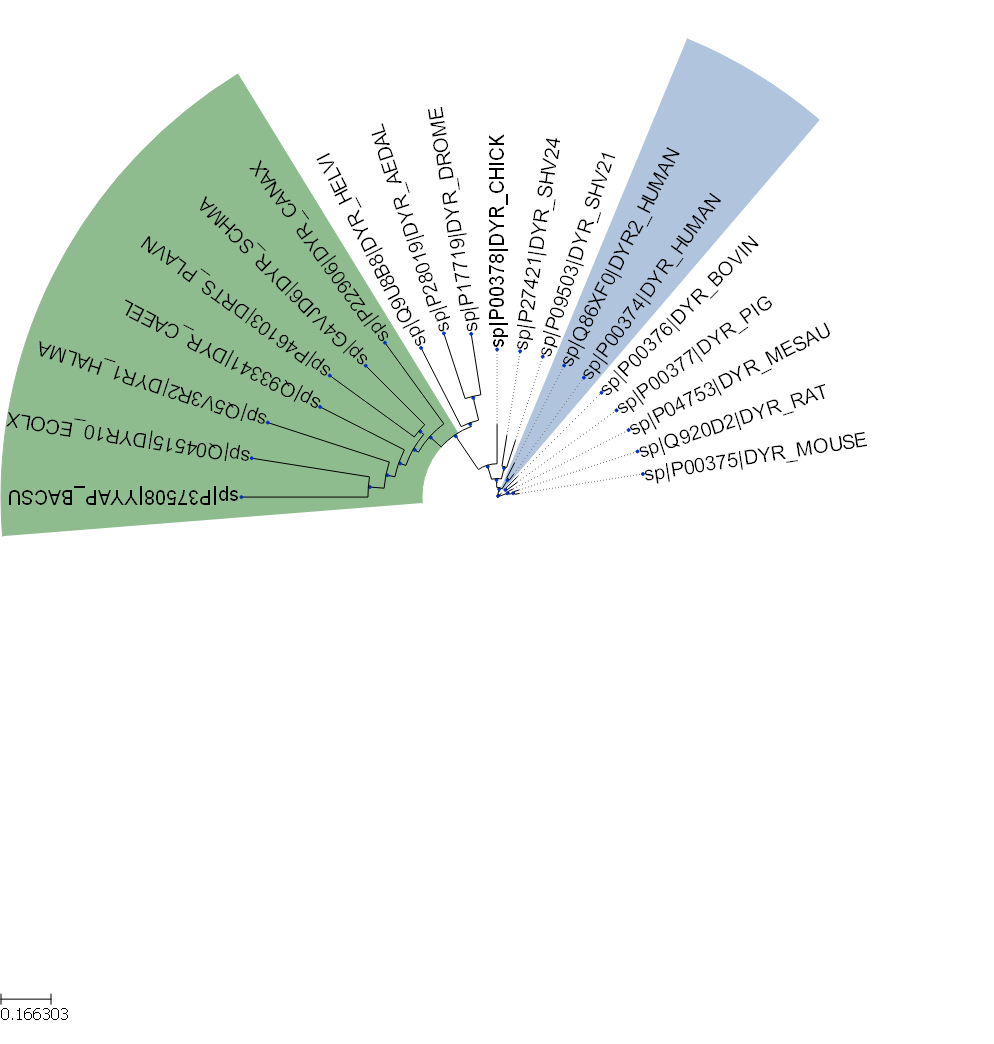 sp|P37508|YYAP_BACSU
sp|Q04515|DYR10_ECOLX
sp|Q5V3R2|DYR1_HALMA
sp|Q93341|DYR_CAEEL
sp|P46103|DRTS_PLAVN
sp|G4VJD6|DYR_SCHMA
sp|P22906|DYR_CANAX
sp|Q9U8B8|DYR_HELVI
sp|P28019|DYR_AEDAL
sp|P17719|DYR_DROME
sp|P00378|DYR_CHICK
sp|P27421|DYR_SHV24
sp|P09503|DYR_SHV21
sp|Q86XF0|DYR2_HUMAN
sp|P00374|DYR_HUMAN
sp|P00376|DYR_BOVIN
sp|P00377|DYR_PIG
sp|P04753|DYR_MESAU
sp|Q920D2|DYR_RAT
sp|P00375|DYR_MOUSE
0.166303